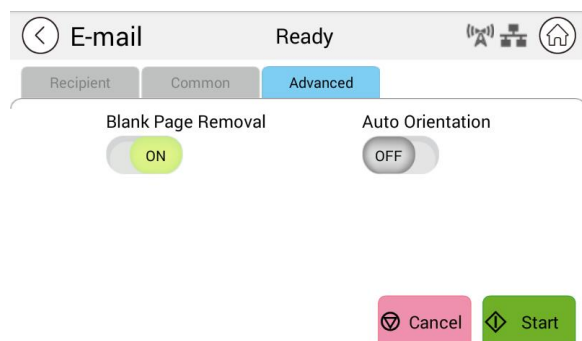 E-mail Ready
Recipient Common Advanced
Blank Page Removal Auto Orientation
ON OFF
Cancel Start